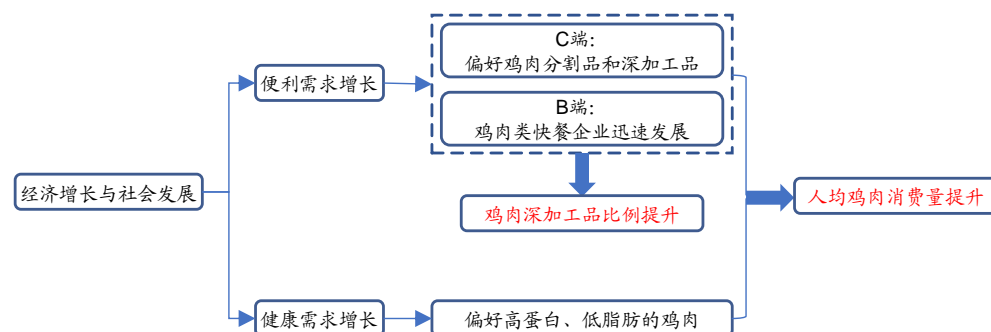 C端：
偏好鸡肉分割品和深加工品
便利需求增长
B端：
鸡肉类快餐企业迅速发展
经济增长与社会发展
鸡肉深加工品比例提升
人均鸡肉消费量提升
健康需求增长
偏好高蛋白、低脂肪的鸡肉